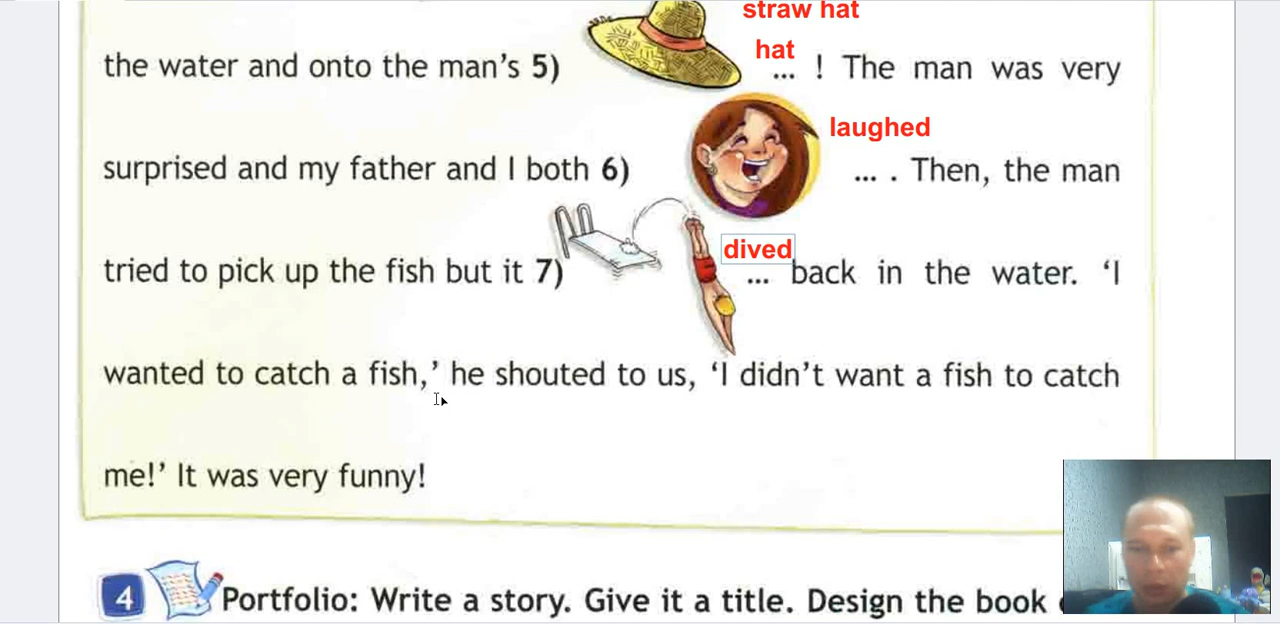 straw hat
hat
the water and onto the man's 5) ... ! The man was very
laughed
surprised and my father and I both 6) ... . Then, the man
dived
tried to pick up the fish but it 7) ... back in the water. 'I
wanted to catch a fish,' he shouted to us, 'I didn't want a fish to catch
me!' It was very funny!
4 Portfolio: Write a story. Give it a title. Design the book